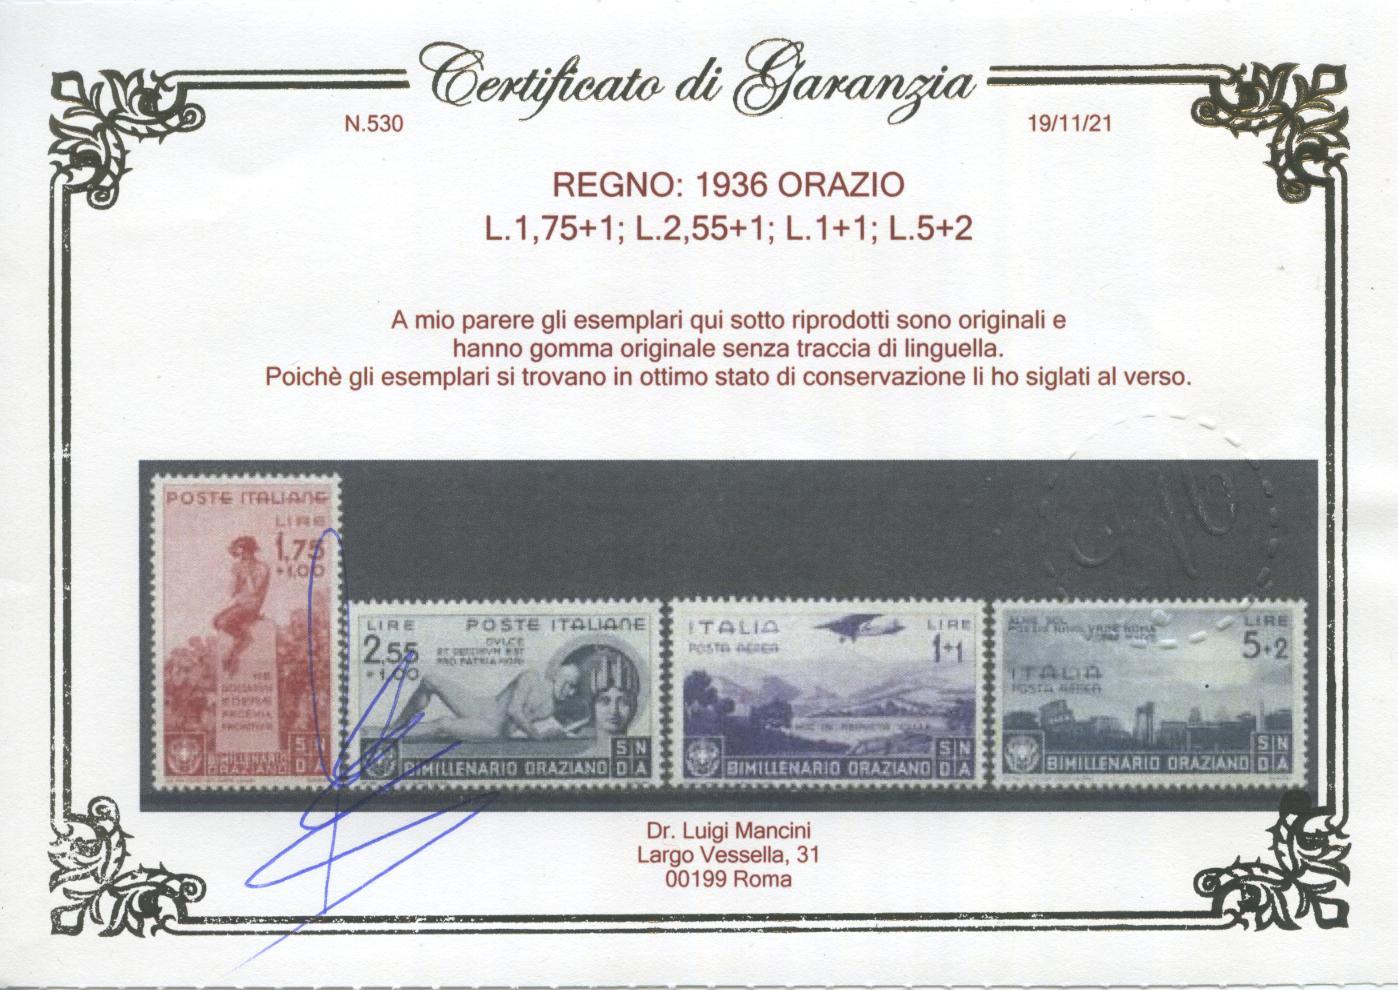 Certificato di Garanzia
N.530
19/11/21
REGNO: 1936 ORAZIO
L.1,75+1; L.2,55+1; L.1+1; L.5+2
A mio parere gli esemplari qui sotto riprodotti sono originali e
hanno gomma originale senza traccia di linguella.
Poichè gli esemplari si trovano in ottimo stato di conservazione li ho siglati al verso.
POSTE ITALIANE
LIRE
1,75
+1,00
BIMILLENARIO
ORAZIANO
LIRE POSTE ITALIANE
2,55
+1,00
DVLCE
ET DECORVM EST
PRO PATRIA MORI
BIMILLENARIO ORAZIANO
S N
D A
ITALIA LIRE
POSTA AEREA 1+1
BIMILLENARIO ORAZIANO
S N
D A
ALME SOL
LIRE
5+2
ITALIA
POSTA AEREA
BIMILLENARIO ORAZIANO
S N
D A
Dr. Luigi Mancini
Largo Vessella, 31
00199 Roma